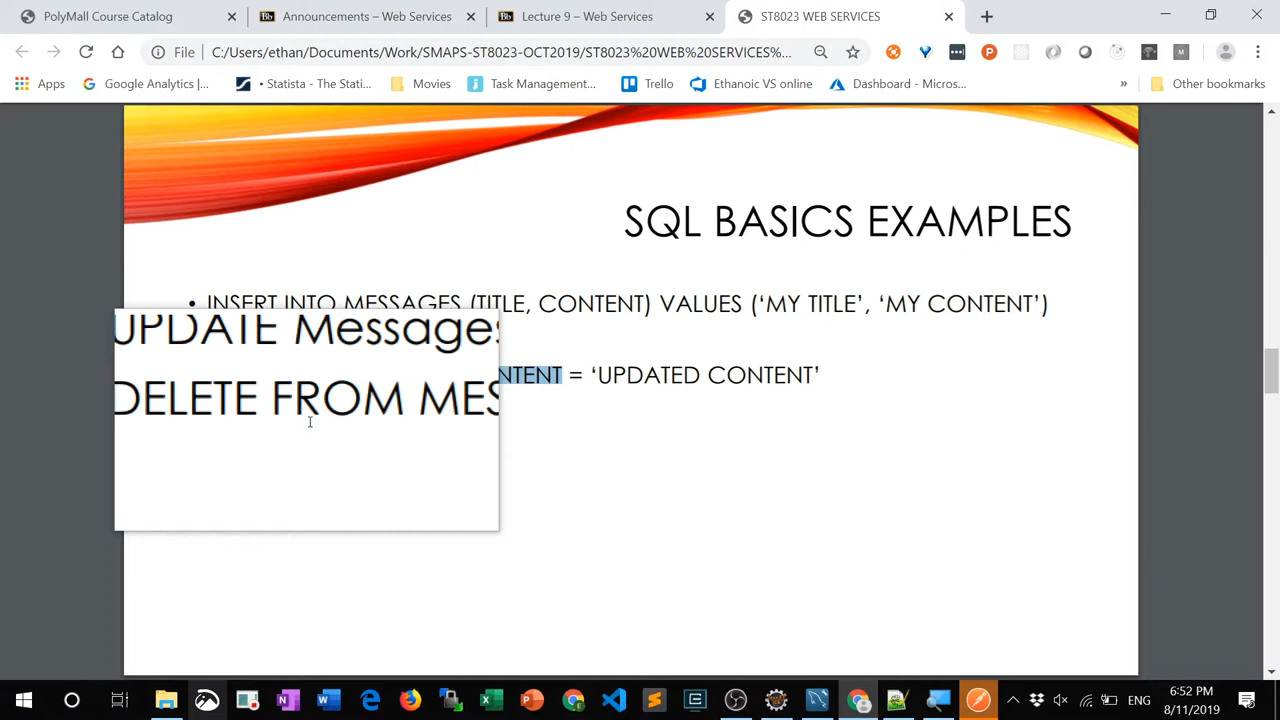 PolyMall Course Catalog
Announcements – Web Services
Lecture 9 – Web Services
ST8023 WEB SERVICES
File
C:/Users/ethan/Documents/Work/SMAPS-ST8023-OCT2019/ST8023%20WEB%20SERVICES%...
Apps
Google Analytics |...
• Statista - The Stati...
Movies
Task Management...
Trello
Ethanoic VS online
Dashboard - Micros...
»
Other bookmarks
SQL BASICS EXAMPLES
• INSERT INTO MESSAGES (TITLE, CONTENT) VALUES ('MY TITLE', 'MY CONTENT')
UPDATE Messages
NTENT = 'UPDATED CONTENT'
DELETE FROM MES
ENG
6:52 PM
8/11/2019